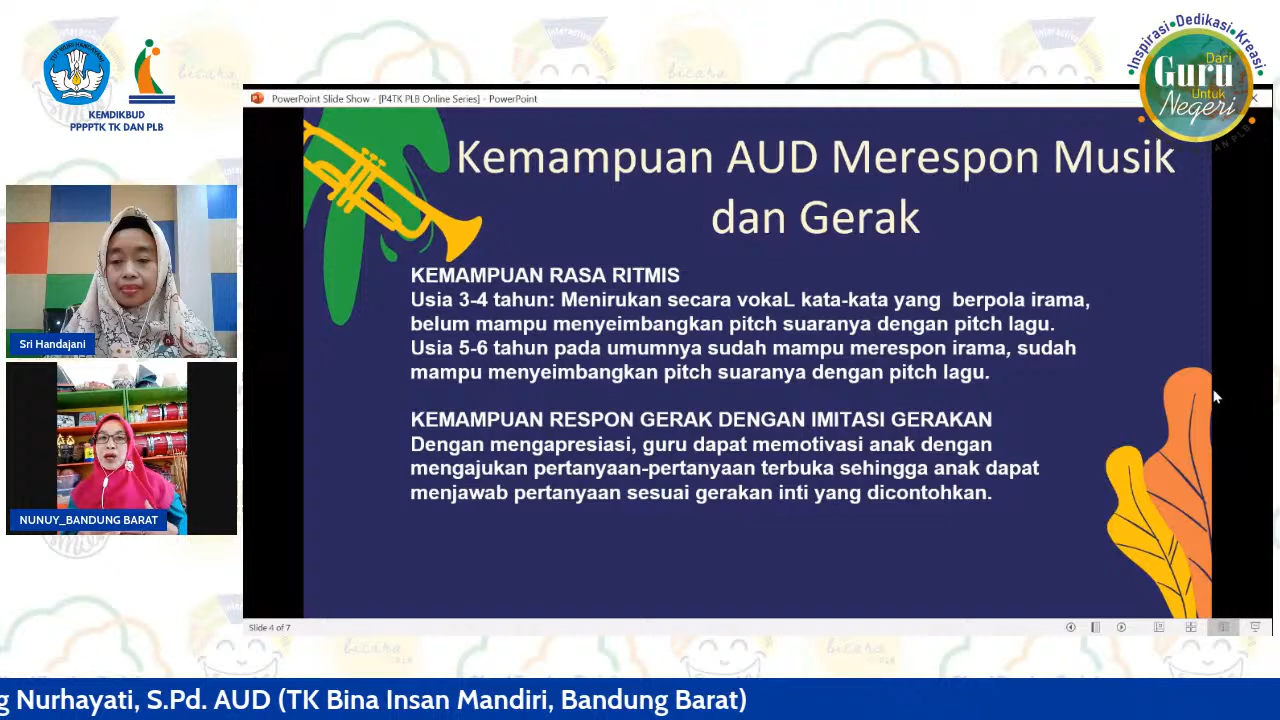 KEMDIKBUD
PPPPTK TK DAN PLB
Inspirasi•Dedikasi•Kreasi
Dari
Guru
Untuk
Negeri
PowerPoint Slide Show - [P4TK PLB Online Series] - PowerPoint
Kemampuan AUD Merespon Musik
dan Gerak
KEMAMPUAN RASA RITMIS
Usia 3-4 tahun: Menirukan secara vokaL kata-kata yang berpola irama,
belum mampu menyeimbangkan pitch suaranya dengan pitch lagu.
Usia 5-6 tahun pada umumnya sudah mampu merespon irama, sudah
mampu menyeimbangkan pitch suaranya dengan pitch lagu.
KEMAMPUAN RESPON GERAK DENGAN IMITASI GERAKAN
Dengan mengapresiasi, guru dapat memotivasi anak dengan
mengajukan pertanyaan-pertanyaan terbuka sehingga anak dapat
menjawab pertanyaan sesuai gerakan inti yang dicontohkan.
Sri Handajani
NUNUY_BANDUNG BARAT
Slide 4 of 7
g Nurhayati, S.Pd. AUD (TK Bina Insan Mandiri, Bandung Barat)